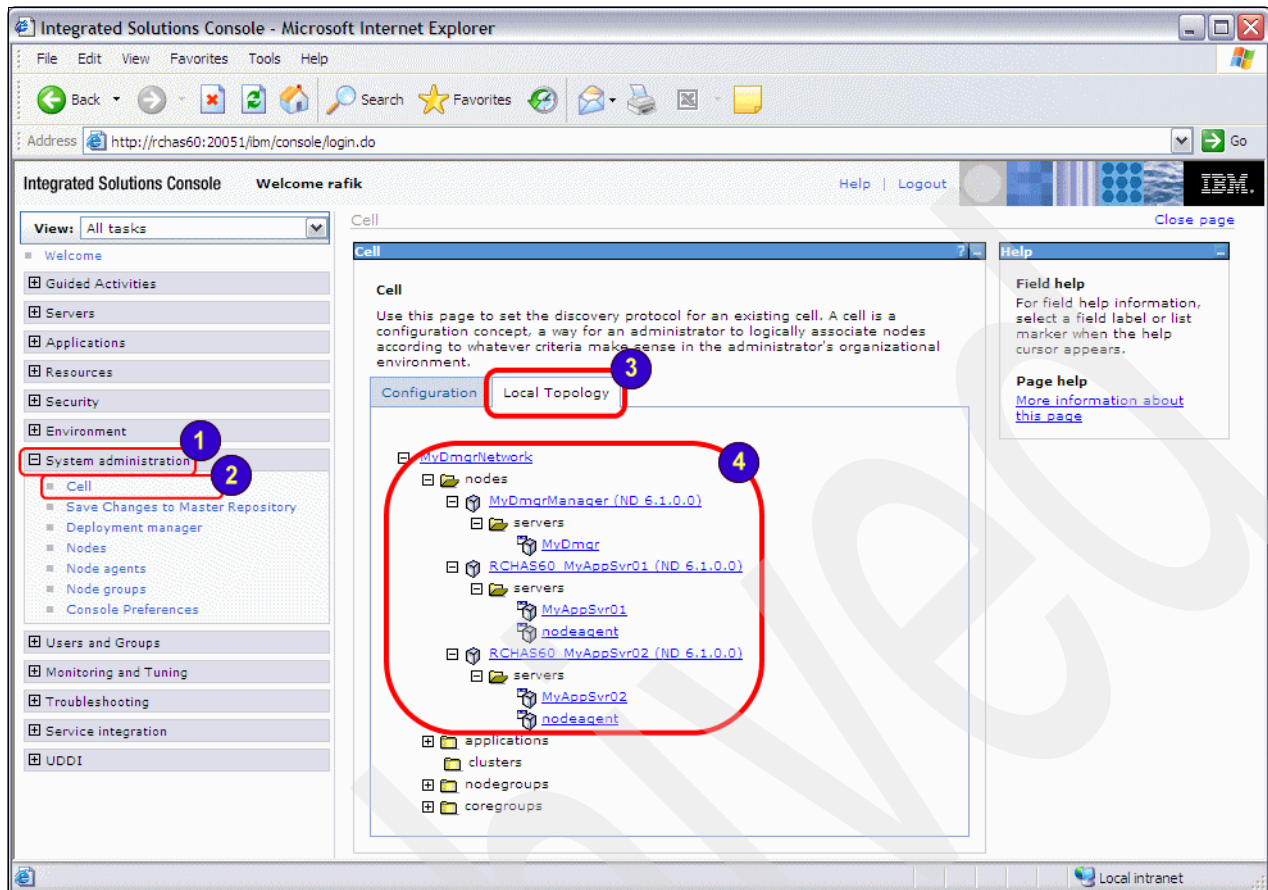 Integrated Solutions Console - Microsoft Internet Explorer
File Edit View Favorites Tools Help
Back Search Favorites
Address http://rchas60:20051/ibm/console/login.do Go
Integrated Solutions Console Welcome rafik Help | Logout IBM.
View: All tasks
Welcome
Guided Activities
Servers
Applications
Resources
Security
Environment
1
System administration
2
Cell
Save Changes to Master Repository
Deployment manager
Nodes
Node agents
Node groups
Console Preferences
Users and Groups
Monitoring and Tuning
Troubleshooting
Service integration
UDDI
Cell Close page
Cell ? -
Cell
Use this page to set the discovery protocol for an existing cell. A cell is a
configuration concept, a way for an administrator to logically associate nodes
according to whatever criteria make sense in the administrator's organizational
environment.
3
Configuration Local Topology
4
MyDmgrNetwork
nodes
MyDmgrManager (ND 6.1.0.0)
servers
MyDmgr
RCHAS60_MyAppSvr01 (ND 6.1.0.0)
servers
MyAppSvr01
nodeagent
RCHAS60_MyAppSvr02 (ND 6.1.0.0)
servers
MyAppSvr02
nodeagent
applications
clusters
nodegroups
coregroups
Help -
Field help
For field help information,
select a field label or list
marker when the help
cursor appears.
Page help
More information about
this page
Local intranet